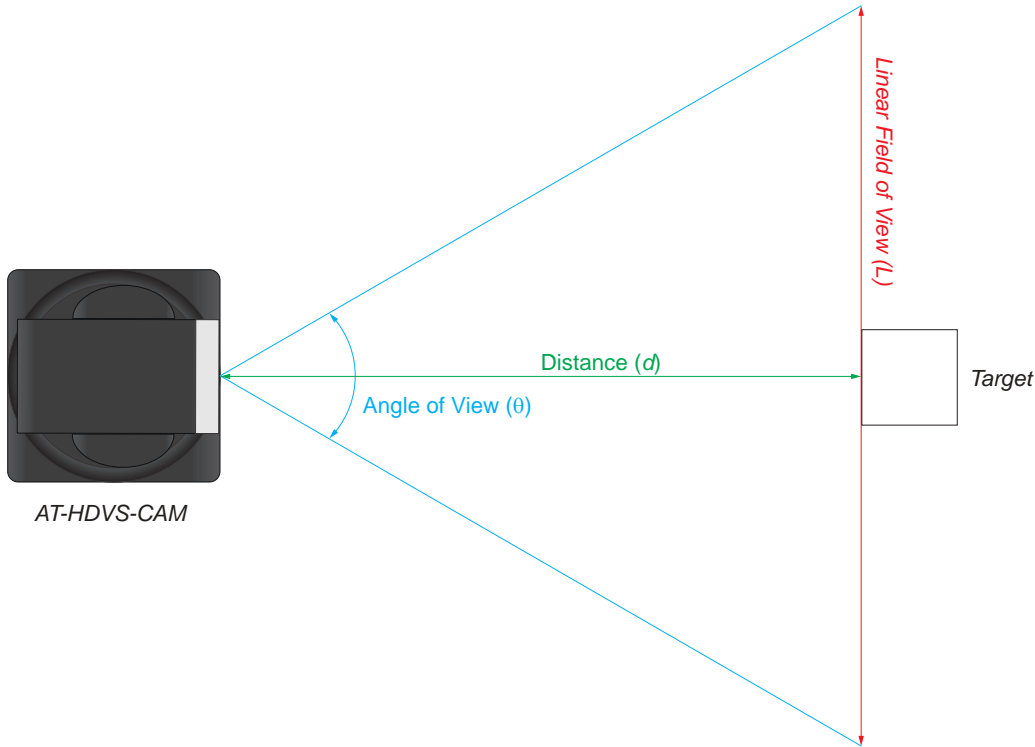 Linear Field of View (L)
Distance (d)
Target
Angle of View (θ)
AT-HDVS-CAM